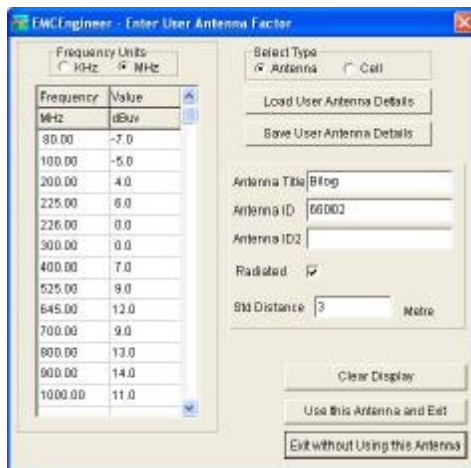 EMCEngineer - Enter User Antenna Factor
Frequency Units
KHz MHz
Frequency Value
MHz dBuv
80.00 -7.0
100.00 -5.0
200.00 4.0
225.00 6.0
226.00 0.0
300.00 0.0
400.00 7.0
525.00 9.0
645.00 12.0
700.00 9.0
800.00 13.0
900.00 14.0
1000.00 11.0
Select Type
Antenna Cell
Load User Antenna Details
Save User Antenna Details
Antenna Title Bilog
Antenna ID
Antenna ID2
Radiated
Std Distance 3 Metre
Clear Display
Use this Antenna and Exit
Exit without Using this Antenna